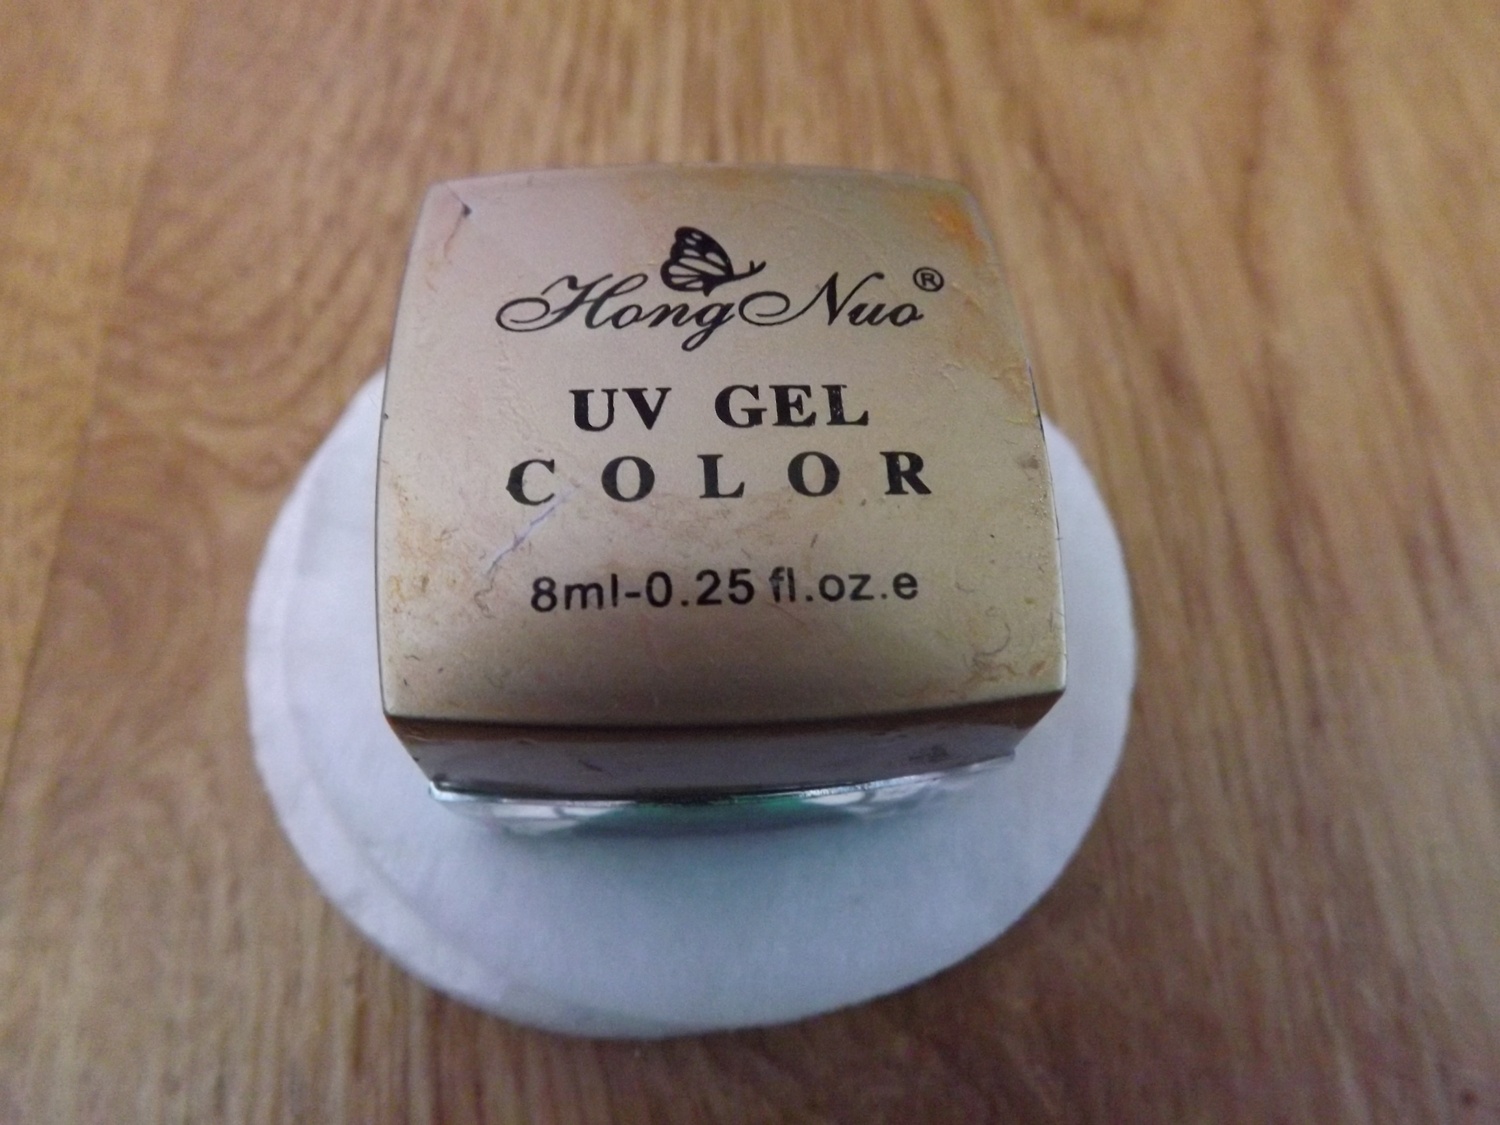 Hong Nuo®
UV GEL
COLOR
8ml-0.25 fl.oz.e